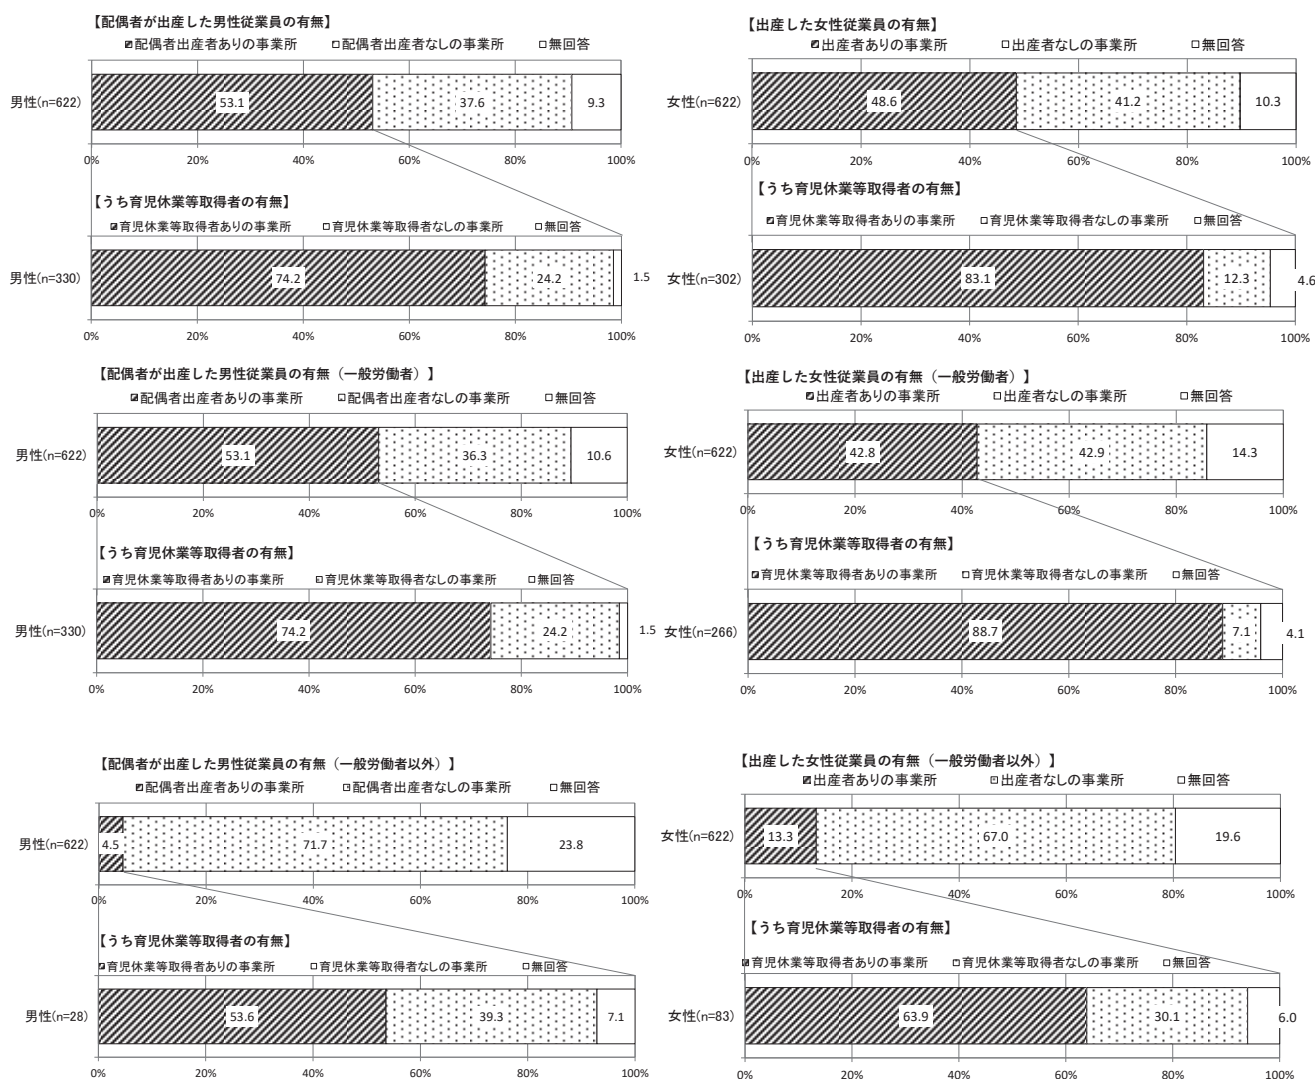 【配偶者が出産した男性従業員の有無】
配偶者出産者ありの事業所 配偶者出産者なしの事業所 無回答
男性(n=622) 53.1 37.6 9.3
0% 20% 40% 60% 80% 100%
【うち育児休業等取得者の有無】
育児休業等取得者ありの事業所 育児休業等取得者なしの事業所 無回答
男性(n=330) 74.2 24.2 1.5
0% 20% 40% 60% 80% 100%
【出産した女性従業員の有無】
出産者ありの事業所 出産者なしの事業所 無回答
女性(n=622) 48.6 41.2 10.3
0% 20% 40% 60% 80% 100%
【うち育児休業等取得者の有無】
育児休業等取得者ありの事業所 育児休業等取得者なしの事業所 無回答
女性(n=302) 83.1 12.3 4.6
0% 20% 40% 60% 80% 100%
【配偶者が出産した男性従業員の有無（一般労働者）】
配偶者出産者ありの事業所 配偶者出産者なしの事業所 無回答
男性(n=622) 53.1 36.3 10.6
0% 20% 40% 60% 80% 100%
【うち育児休業等取得者の有無】
育児休業等取得者ありの事業所 育児休業等取得者なしの事業所 無回答
男性(n=330) 74.2 24.2 1.5
0% 20% 40% 60% 80% 100%
【出産した女性従業員の有無（一般労働者）】
出産者ありの事業所 出産者なしの事業所 無回答
女性(n=622) 42.8 42.9 14.3
0% 20% 40% 60% 80% 100%
【うち育児休業等取得者の有無】
育児休業等取得者ありの事業所 育児休業等取得者なしの事業所 無回答
女性(n=266) 88.7 7.1 4.1
0% 20% 40% 60% 80% 100%
【配偶者が出産した男性従業員の有無（一般労働者以外）】
配偶者出産者ありの事業所 配偶者出産者なしの事業所 無回答
男性(n=622) 4.5 71.7 23.8
0% 20% 40% 60% 80% 100%
【うち育児休業等取得者の有無】
育児休業等取得者ありの事業所 育児休業等取得者なしの事業所 無回答
男性(n=28) 53.6 39.3 7.1
0% 20% 40% 60% 80% 100%
【出産した女性従業員の有無（一般労働者以外）】
出産者ありの事業所 出産者なしの事業所 無回答
女性(n=622) 13.3 67.0 19.6
0% 20% 40% 60% 80% 100%
【うち育児休業等取得者の有無】
育児休業等取得者ありの事業所 育児休業等取得者なしの事業所 無回答
女性(n=83) 63.9 30.1 6.0
0% 20% 40% 60% 80% 100%